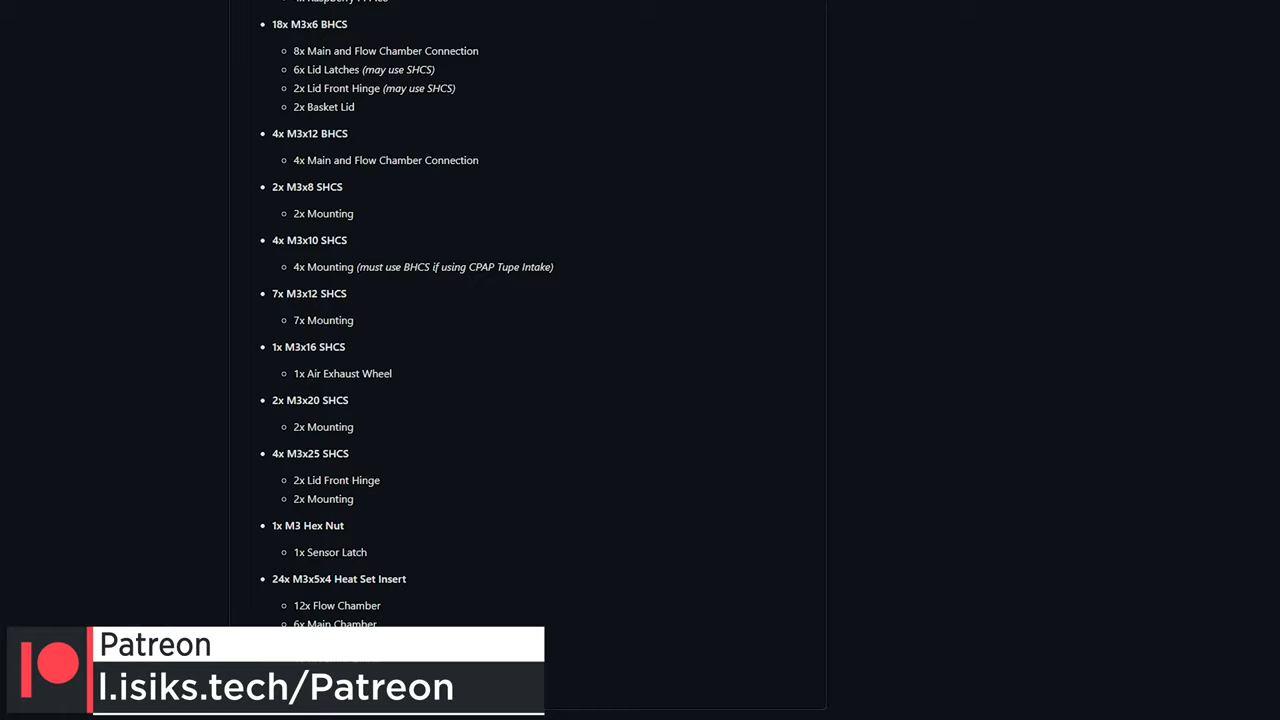 18x M3x6 BHCS
8x Main and Flow Chamber Connection
6x Lid Latches (may use SHCS)
2x Lid Front Hinge (may use SHCS)
2x Basket Lid
4x M3x12 BHCS
4x Main and Flow Chamber Connection
2x M3x8 SHCS
2x Mounting
4x M3x10 SHCS
4x Mounting (must use BHCS if using CPAP Tupe Intake)
7x M3x12 SHCS
7x Mounting
1x M3x16 SHCS
1x Air Exhaust Wheel
2x M3x20 SHCS
2x Mounting
4x M3x25 SHCS
2x Lid Front Hinge
2x Mounting
1x M3 Hex Nut
1x Sensor Latch
24x M3x5x4 Heat Set Insert
12x Flow Chamber
6x Main Chamber
Patreon
l.isiks.tech/Patreon